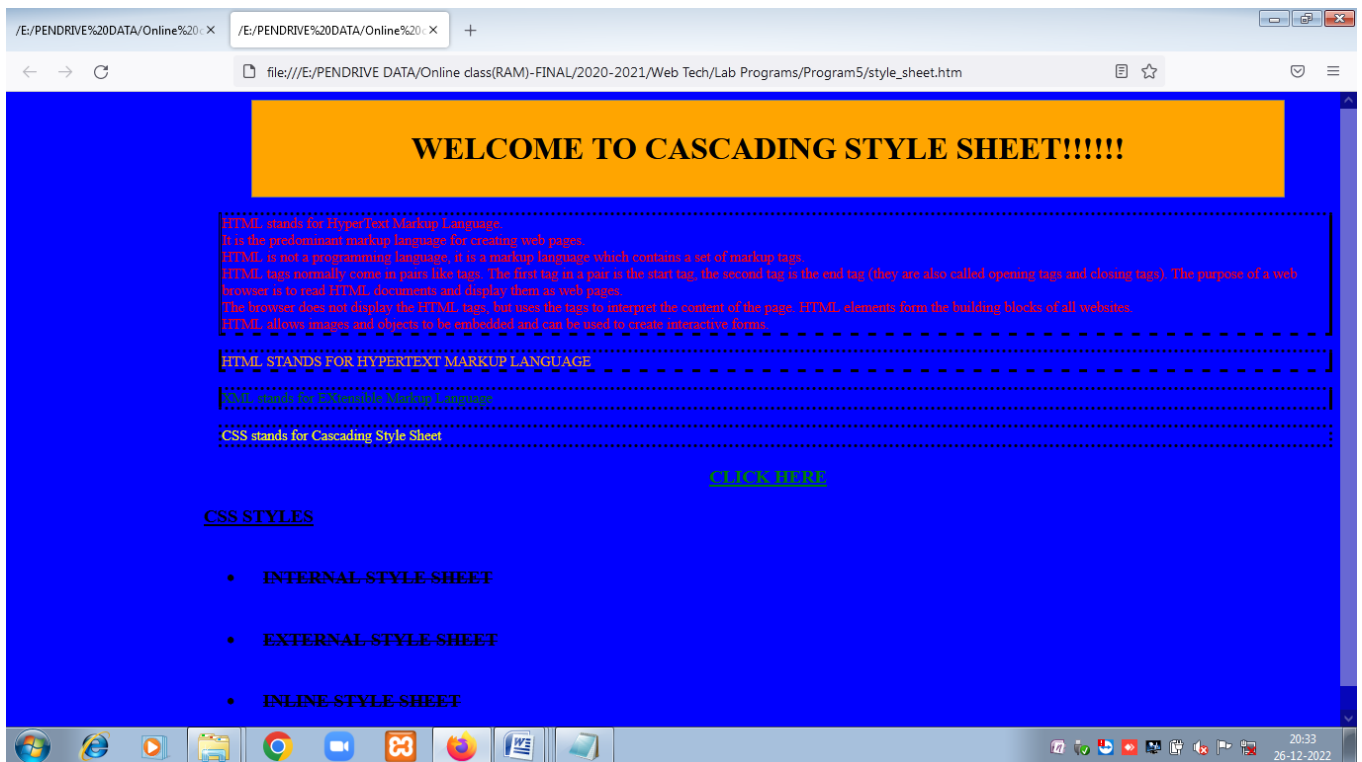 /E:/PENDRIVE%20DATA/Online%20c
/E:/PENDRIVE%20DATA/Online%20c
file:///E:/PENDRIVE DATA/Online class(RAM)-FINAL/2020-2021/Web Tech/Lab Programs/Program5/style_sheet.htm
WELCOME TO CASCADING STYLE SHEET!!!!!!
HTML stands for HyperText Markup Language.
It is the predominant markup language for creating web pages.
HTML is not a programming language, it is a markup language which contains a set of markup tags.
HTML tags normally come in pairs like tags. The first tag in a pair is the start tag, the second tag is the end tag (they are also called opening tags and closing tags). The purpose of a web
browser is to read HTML documents and display them as web pages.
The browser does not display the HTML tags, but uses the tags to interpret the content of the page. HTML elements form the building blocks of all websites.
HTML allows images and objects to be embedded and can be used to create interactive forms.
HTML STANDS FOR HYPERTEXT MARKUP LANGUAGE
XML stands for EXtensible Markup Language
CSS stands for Cascading Style Sheet
CLICK HERE
CSS STYLES
INTERNAL STYLE SHEET
EXTERNAL STYLE SHEET
INLINE STYLE SHEET
20:33
26-12-2022